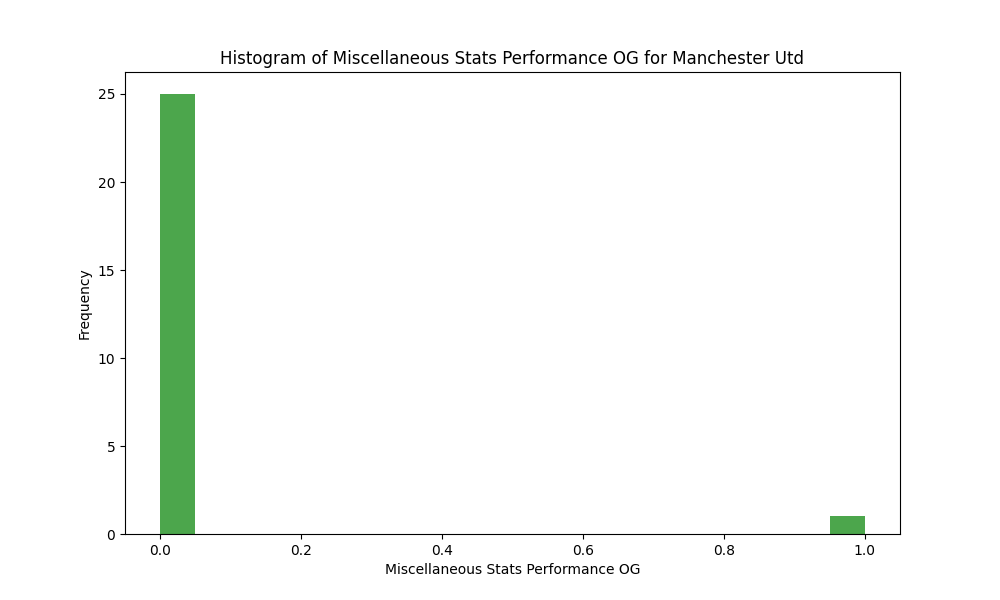 Histogram of Miscellaneous Stats Performance OG for Manchester Utd
25
20
15
10
5
0
Frequency
0.0 0.2 0.4 0.6 0.8 1.0
Miscellaneous Stats Performance OG